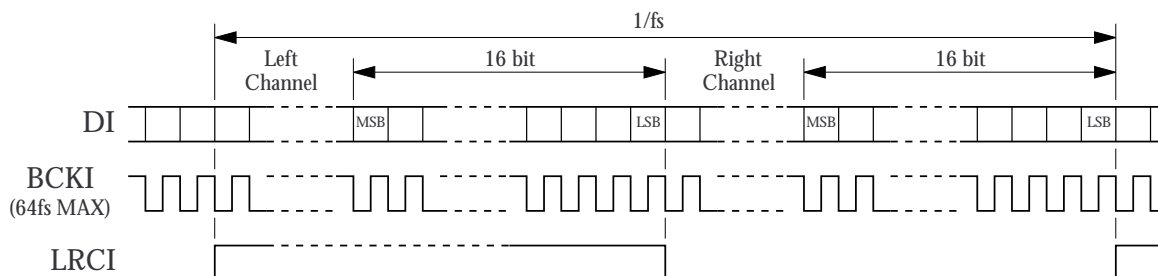 1/fs
Left
Channel
16 bit
Right
Channel
16 bit
DI
MSB
LSB
MSB
LSB
BCKI
(64fs MAX)
LRCI